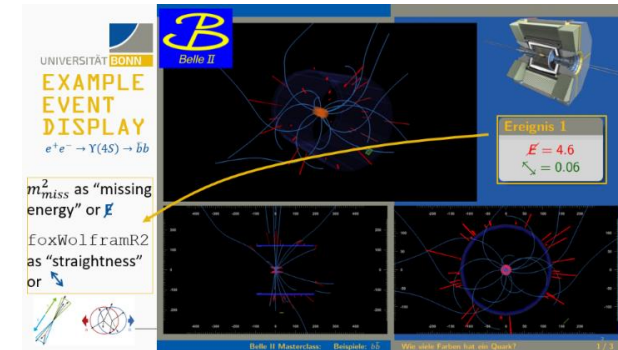 UNIVERSITÄT BONN
EXAMPLE
EVENT
DISPLAY
e⁺e⁻ → Υ(4S) → b̄b
m²miss as “missing
energy” or E̸
foxWolframR2
as “straightness”
or ↔
Belle II
Ereignis 1
E̸ = 4.6
⤡ = 0.06
Belle II Masterclass: Beispiele: bb̄
Wie viele Farben hat ein Quark?
1 / 3